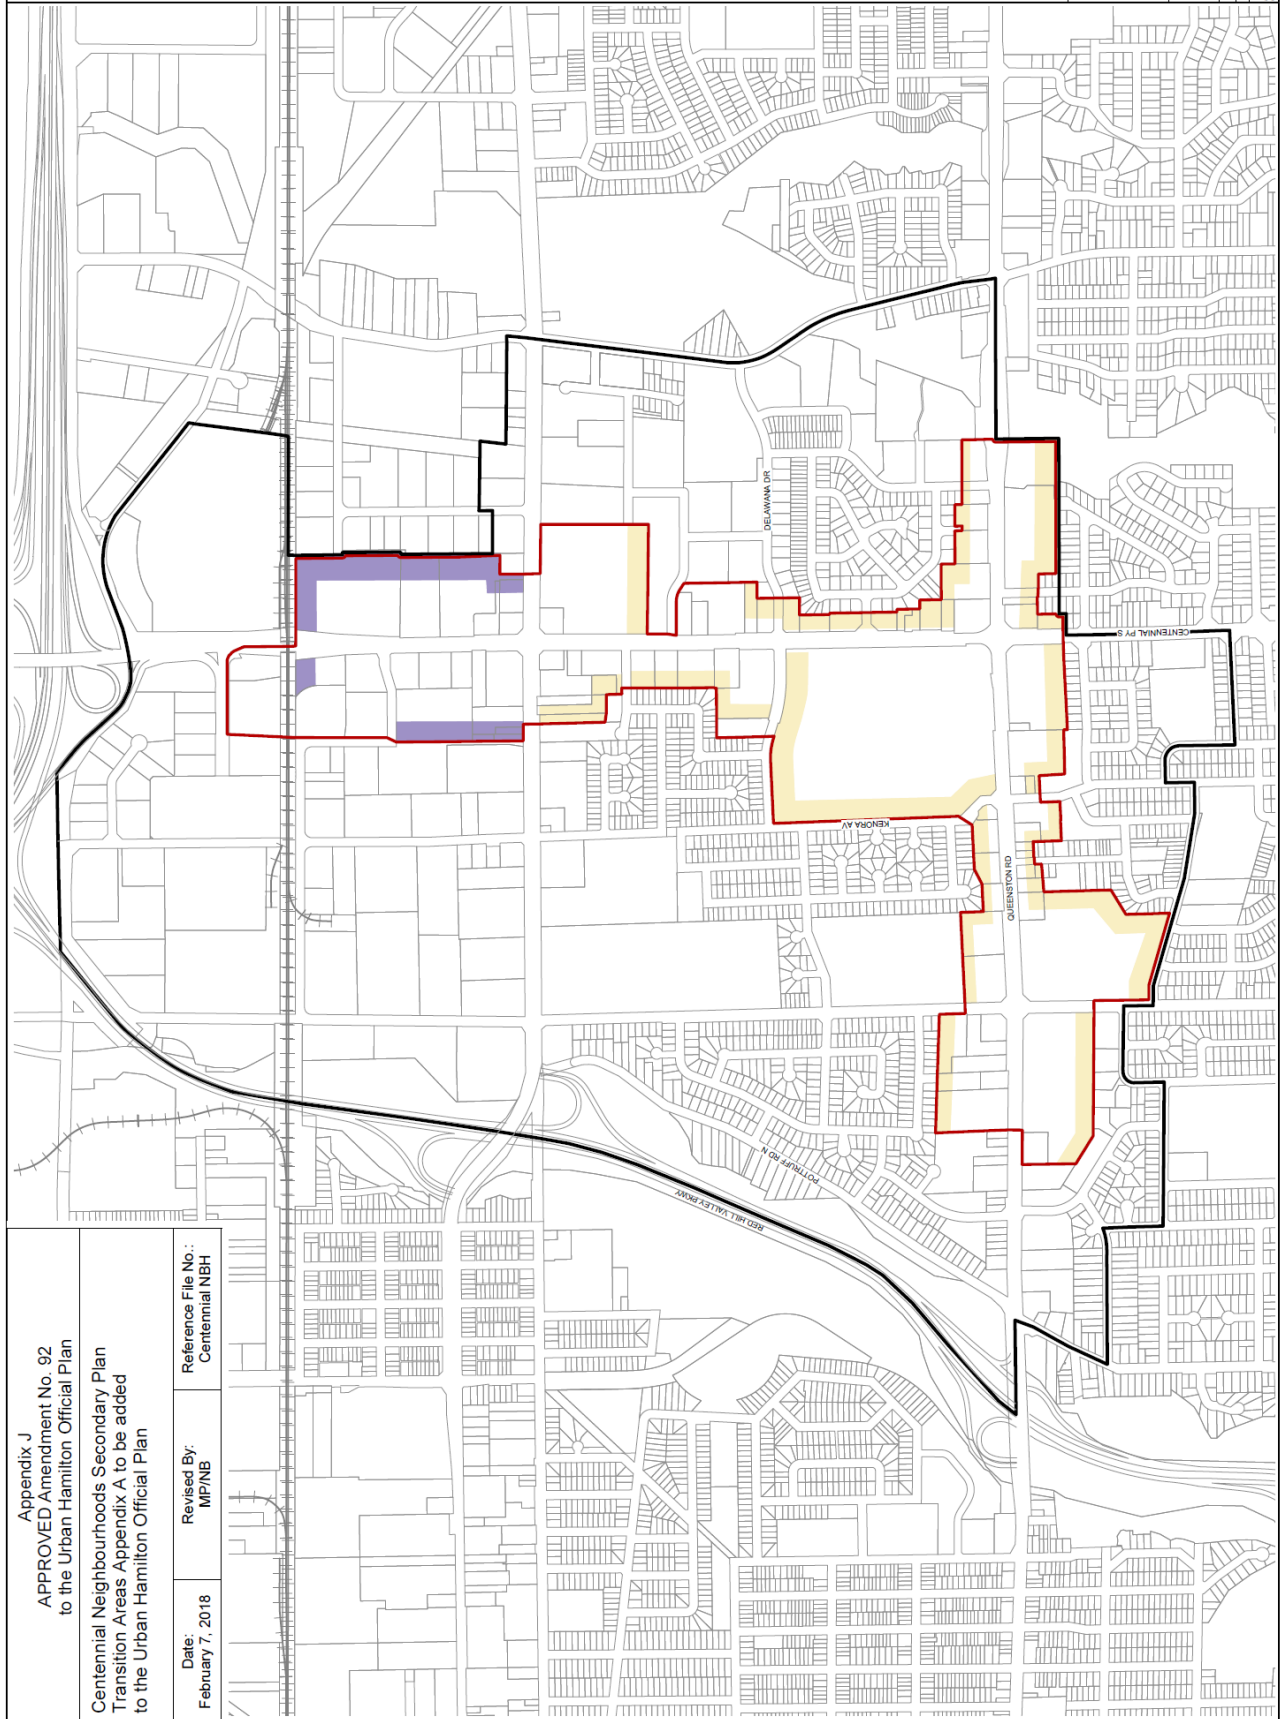 Appendix J
APPROVED Amendment No. 92
to the Urban Hamilton Official Plan
Centennial Neighbourhoods Secondary Plan
Transition Areas Appendix A to be added
to the Urban Hamilton Official Plan
Date:
February 7, 2018
Revised By:
MP/NB
Reference File No.:
Centennial NBH
DELAWANA DR
CENTENNIAL PY S
KENORA AV
QUEENSTON RD
POTTRUFF RD N
RED HILL VALLEY PKWY